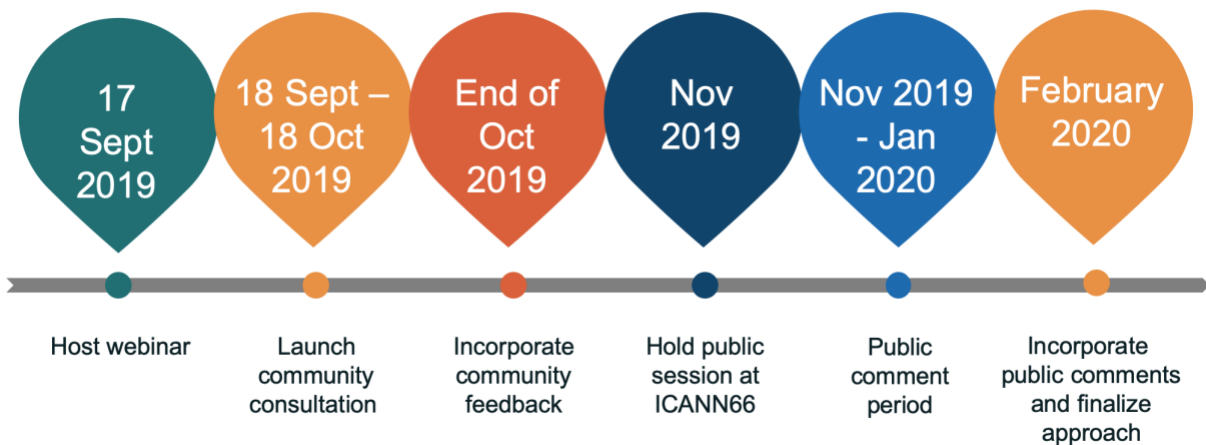 17
Sept
2019
18 Sept –
18 Oct
2019
End of
Oct
2019
Nov
2019
Nov 2019
- Jan
2020
February
2020
Host webinar
Launch
community
consultation
Incorporate
community
feedback
Hold public
session at
ICANN66
Public
comment
period
Incorporate
public comments
and finalize
approach